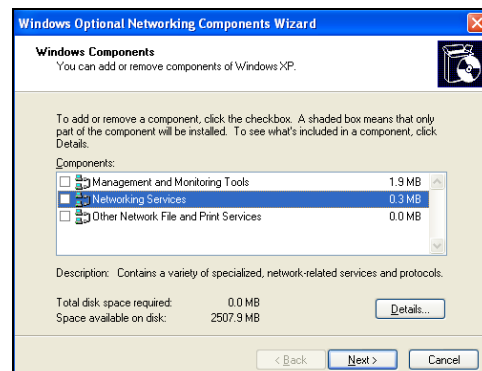 Windows Optional Networking Components Wizard
Windows Components
You can add or remove components of Windows XP.
To add or remove a component, click the checkbox. A shaded box means that only
part of the component will be installed. To see what's included in a component, click
Details.
Components:
Management and Monitoring Tools 1.9 MB
Networking Services 0.3 MB
Other Network File and Print Services 0.0 MB
Description: Contains a variety of specialized, network-related services and protocols.
Total disk space required: 0.0 MB
Space available on disk: 2507.9 MB
Details...
< Back Next > Cancel